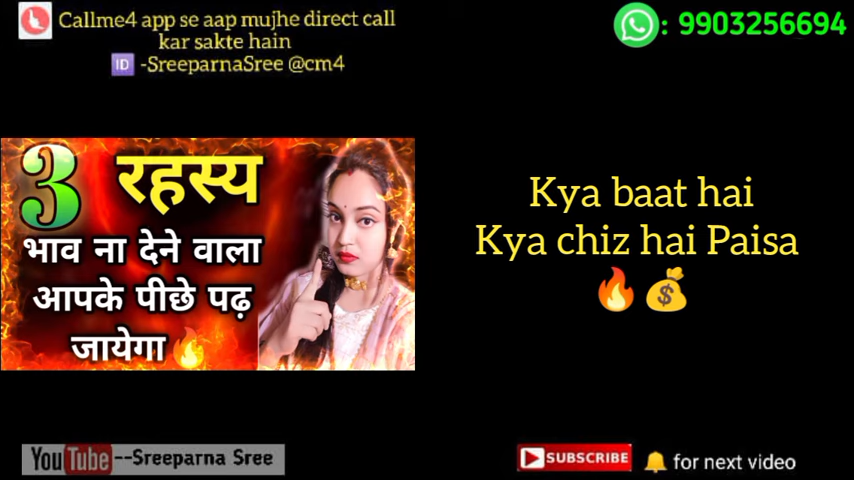 Callme4 app se aap mujhe direct call
kar sakte hain
🆔 -SreeparnaSree @cm4
: 9903256694
3 रहस्य
भाव ना देने वाला
आपके पीछे पढ़
जायेगा🔥
Kya baat hai
Kya chiz hai Paisa
🔥💰
YouTube--Sreeparna Sree
SUBSCRIBE 🔔 for next video